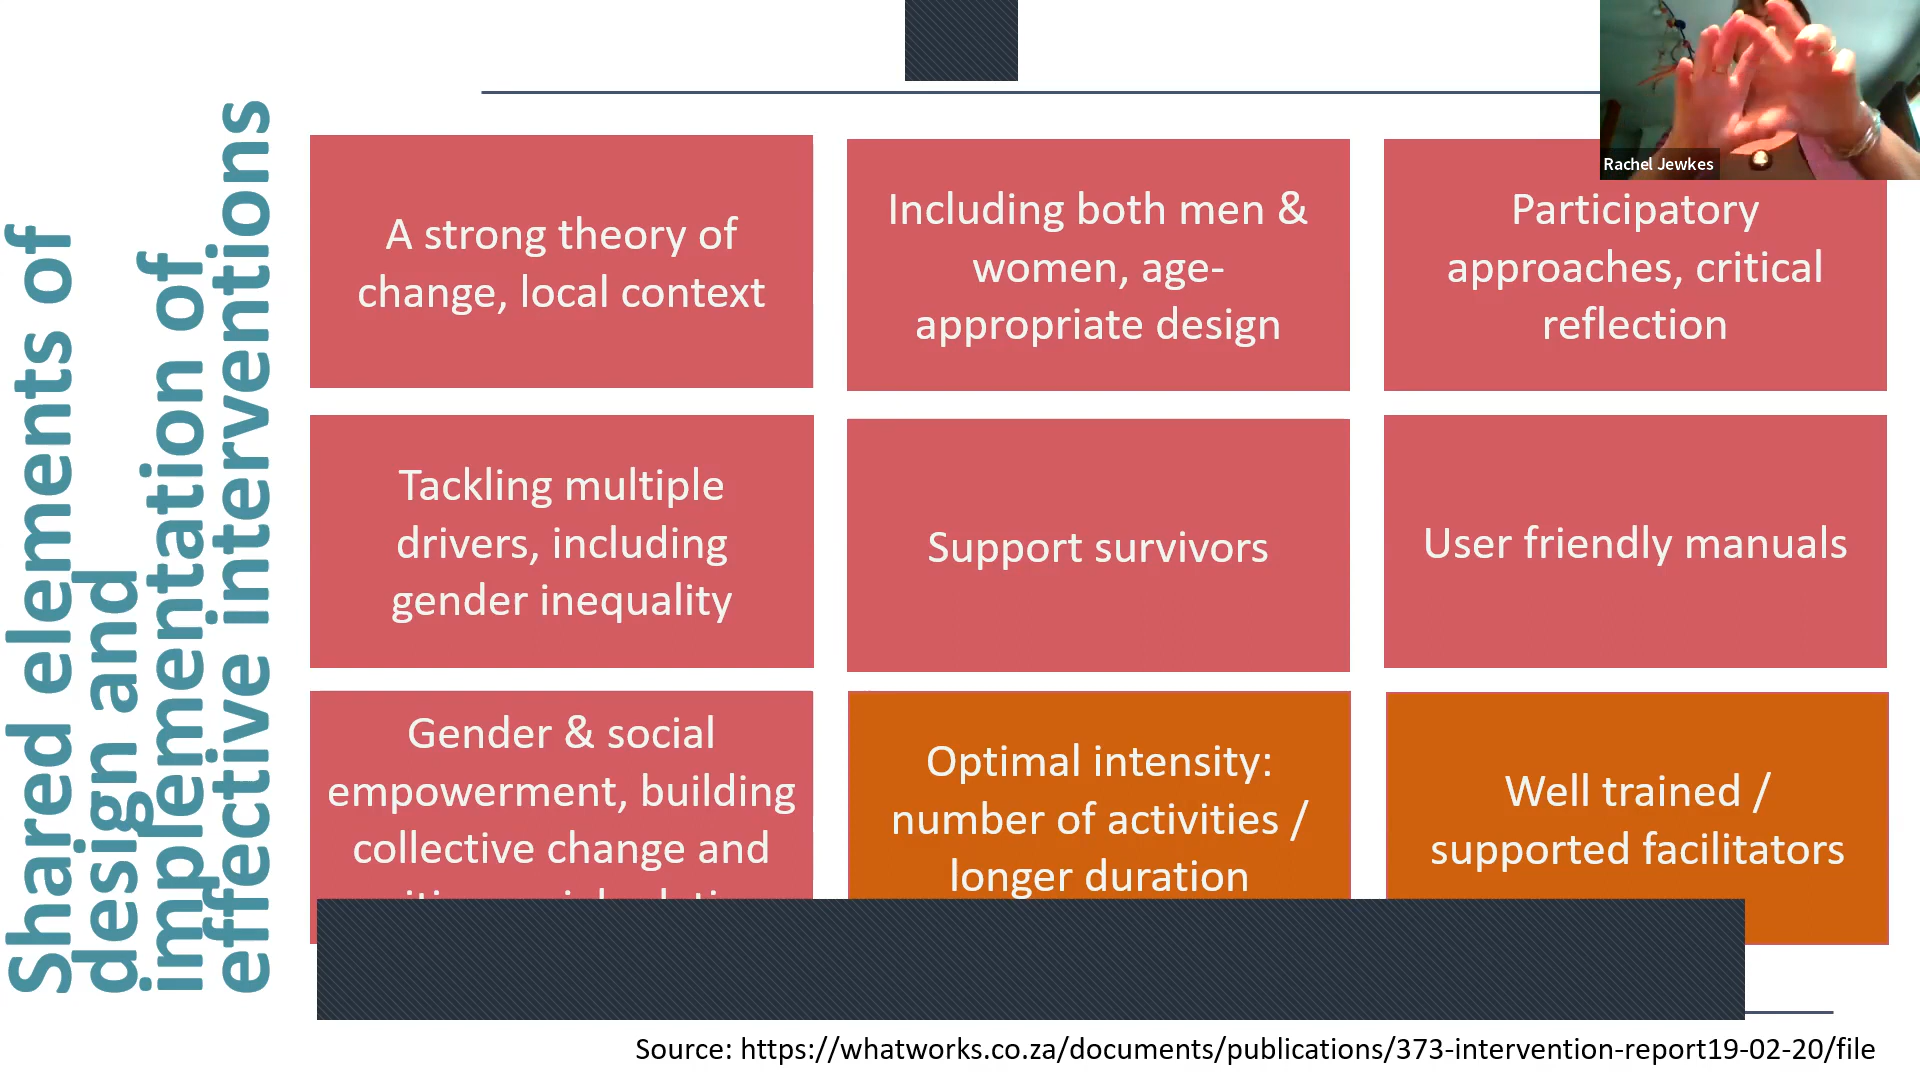 Shared elements of
design and
implementation of
effective interventions
A strong theory of
change, local context
Including both men &
women, age-
appropriate design
Participatory
approaches, critical
reflection
Tackling multiple
drivers, including
gender inequality
Support survivors
User friendly manuals
Gender & social
empowerment, building
collective change and
Optimal intensity:
number of activities /
longer duration
Well trained /
supported facilitators
Rachel Jewkes
Source: https://whatworks.co.za/documents/publications/373-intervention-report19-02-20/file